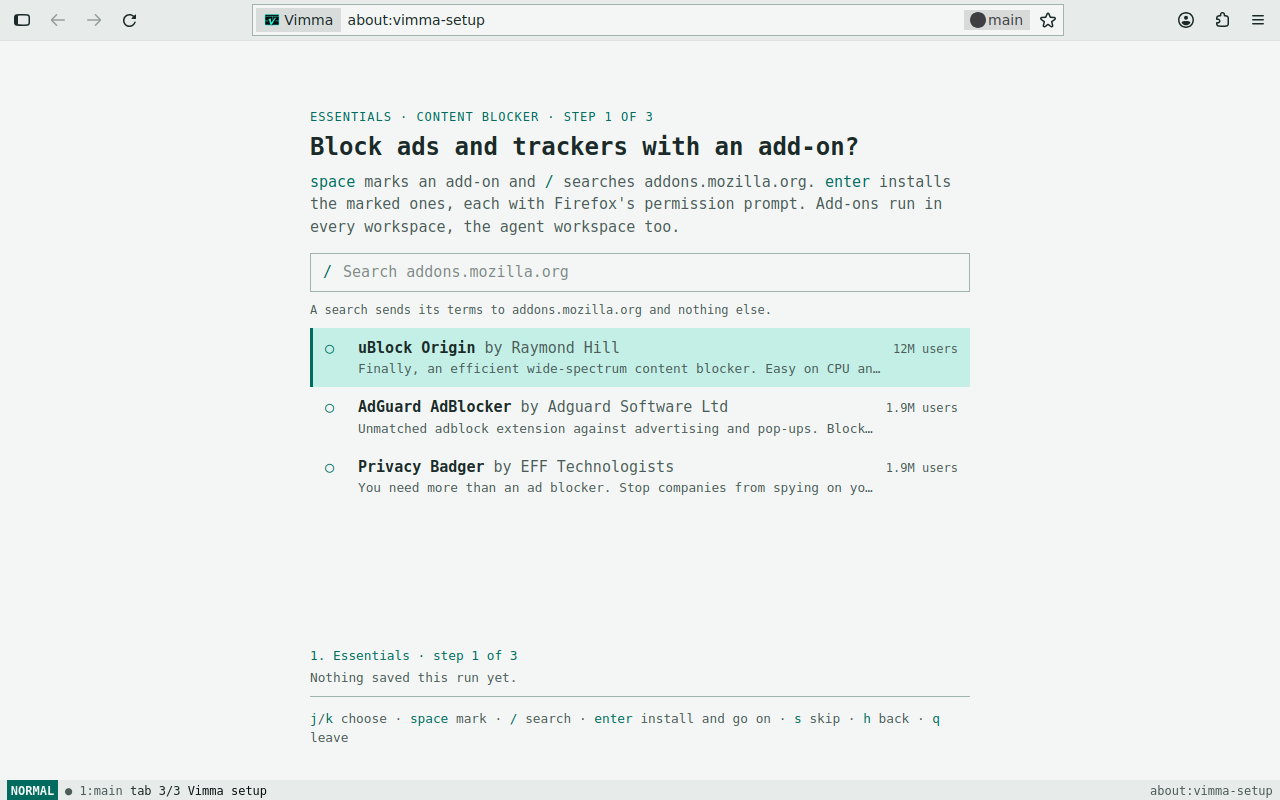 Vimma about:vimma-setup main
ESSENTIALS · CONTENT BLOCKER · STEP 1 OF 3
Block ads and trackers with an add-on?
space marks an add-on and / searches addons.mozilla.org. enter installs
the marked ones, each with Firefox's permission prompt. Add-ons run in
every workspace, the agent workspace too.
/ Search addons.mozilla.org
A search sends its terms to addons.mozilla.org and nothing else.
uBlock Origin by Raymond Hill 12M users
Finally, an efficient wide-spectrum content blocker. Easy on CPU an…
AdGuard AdBlocker by Adguard Software Ltd 1.9M users
Unmatched adblock extension against advertising and pop-ups. Block…
Privacy Badger by EFF Technologists 1.9M users
You need more than an ad blocker. Stop companies from spying on yo…
1. Essentials · step 1 of 3
Nothing saved this run yet.
j/k choose · space mark · / search · enter install and go on · s skip · h back · q
leave
NORMAL ● 1:main tab 3/3 Vimma setup about:vimma-setup